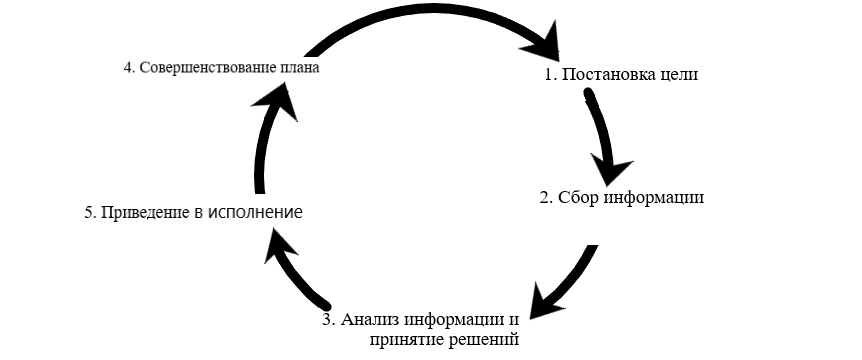 4. Совершенствование плана
1. Постановка цели
2. Сбор информации
5. Приведение в исполнение
3. Анализ информации и
принятие решений